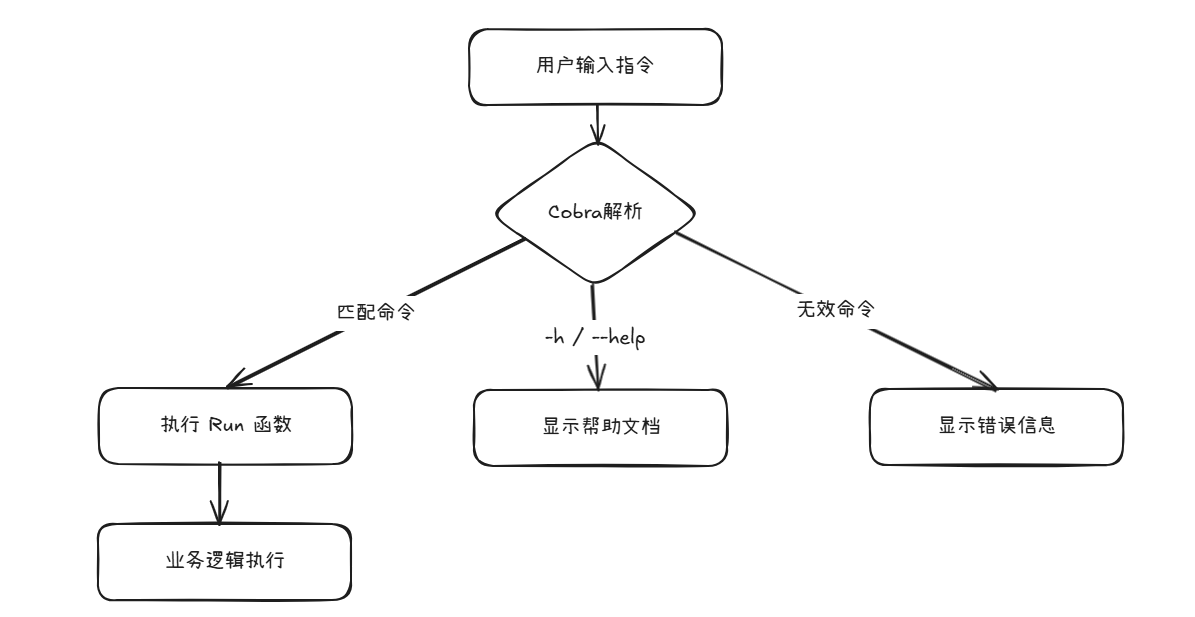 用户输入指令
Cobra解析
匹配命令
-h / --help
无效命令
执行 Run 函数
显示帮助文档
显示错误信息
业务逻辑执行